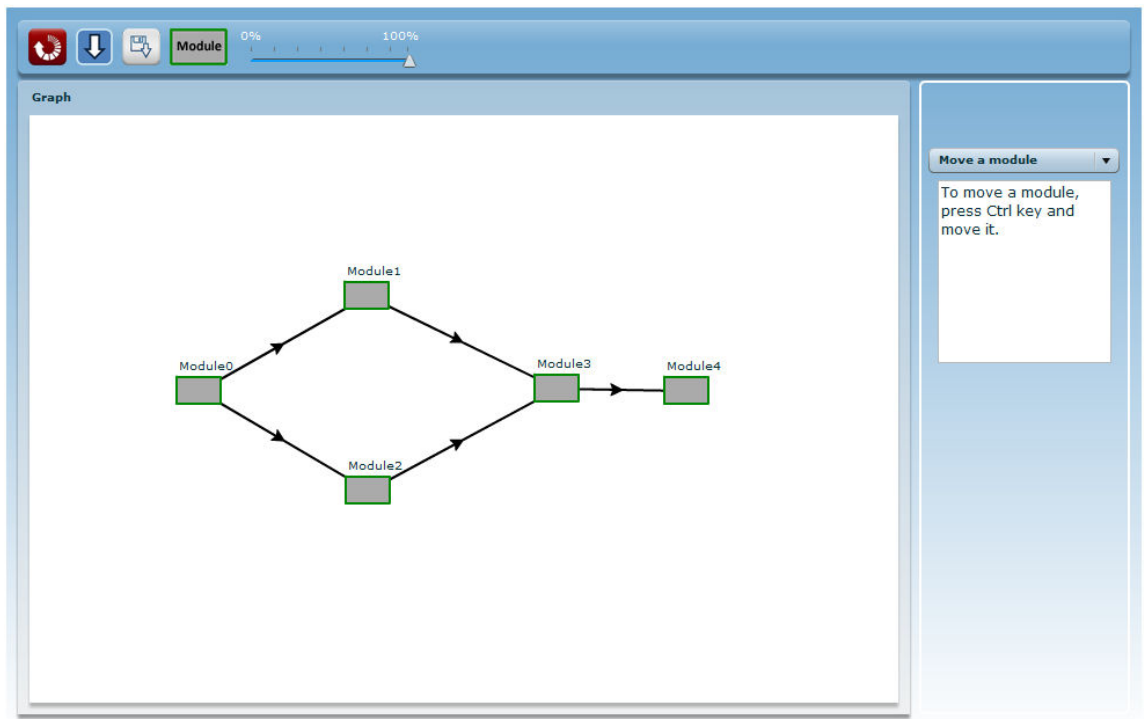 Module
0%
100%
Graph
Move a module
To move a module,
press Ctrl key and
move it.
Module1
Module0
Module3
Module4
Module2